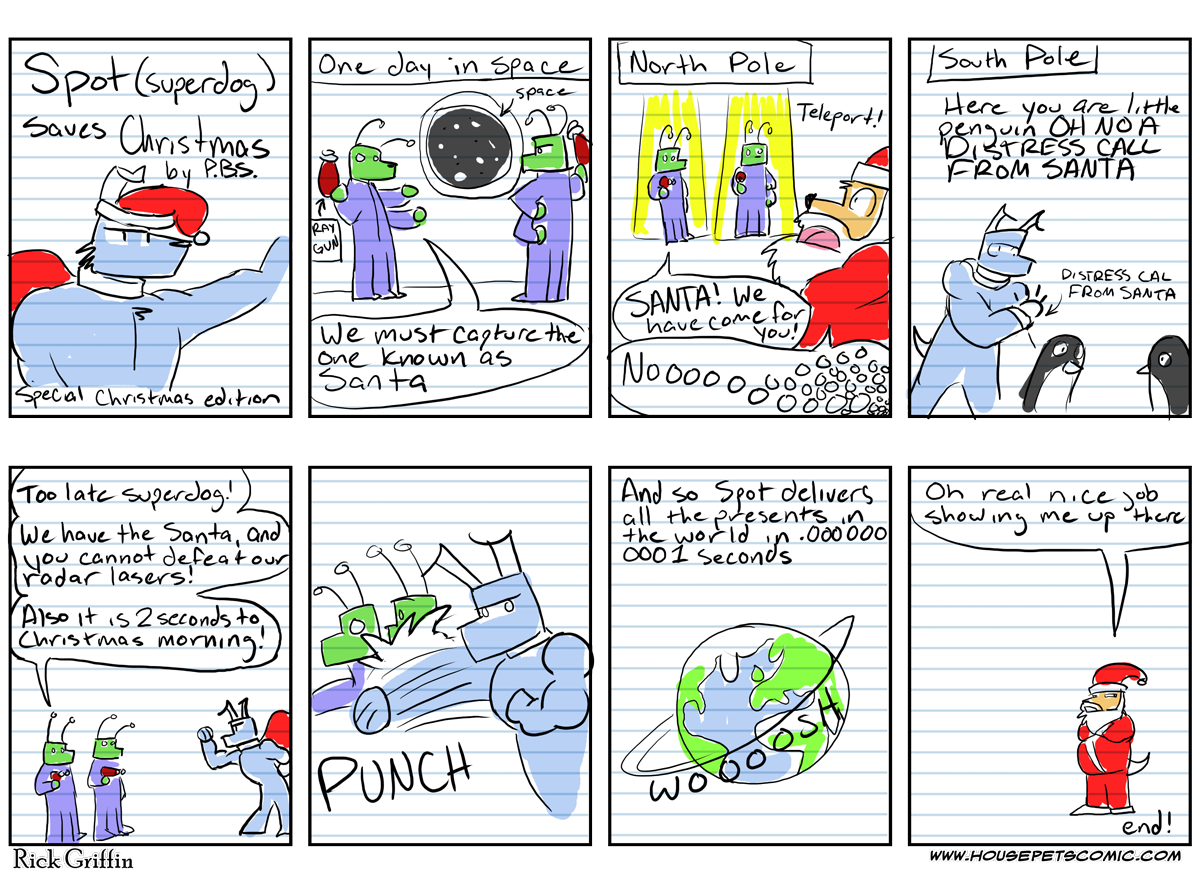 Spot (superdog)
saves Christmas
by P.B.S.
Special Christmas edition
One day in space
space
RAY
GUN
We must capture the
one known as
Santa
North Pole
Teleport!
SANTA! We
have come for
you!
Noooooooooooooooooooooooooo
South Pole
Here you are little
penguin OH NO A
DISTRESS CALL
FROM SANTA
DISTRESS CAL
FROM SANTA
Too late superdog!
We have the Santa, and
you cannot defeat our
radar lasers!
Also it is 2 seconds to
Christmas morning!
PUNCH
And so Spot delivers
all the presents in
the world in .000000
0001 seconds
WOOOOSH
Oh real nice job
showing me up there
end!
Rick Griffin
WWW.HOUSEPETSCOMIC.COM